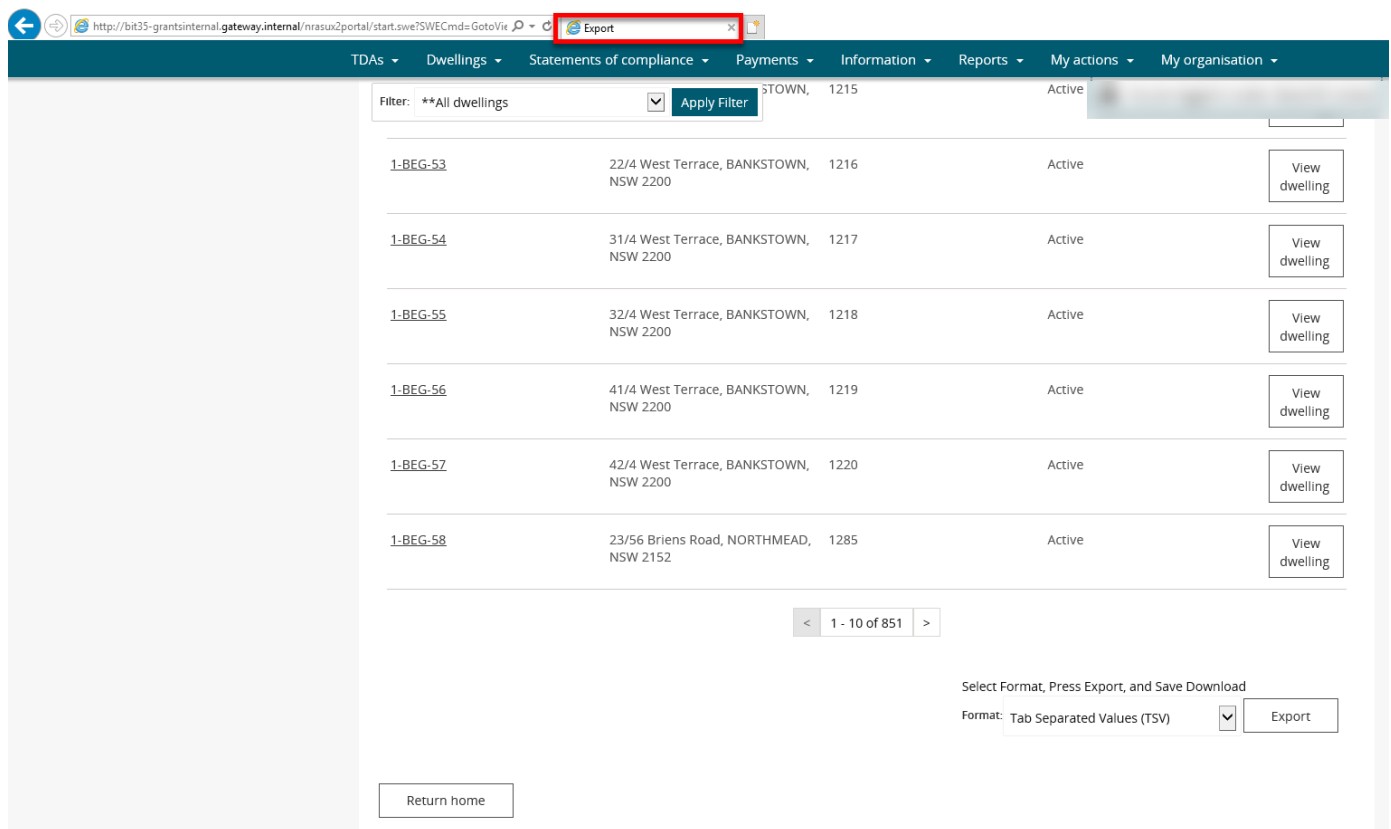 http://bit35-grantsinternal.gateway.internal/nrasux2portal/start.swe?SWECmd=GotoVie
Export
TDAs Dwellings Statements of compliance Payments Information Reports My actions My organisation
Filter: **All dwellings Apply Filter
1215 Active
1-BEG-53 22/4 West Terrace, BANKSTOWN, 1216 Active View
NSW 2200 dwelling
1-BEG-54 31/4 West Terrace, BANKSTOWN, 1217 Active View
NSW 2200 dwelling
1-BEG-55 32/4 West Terrace, BANKSTOWN, 1218 Active View
NSW 2200 dwelling
1-BEG-56 41/4 West Terrace, BANKSTOWN, 1219 Active View
NSW 2200 dwelling
1-BEG-57 42/4 West Terrace, BANKSTOWN, 1220 Active View
NSW 2200 dwelling
1-BEG-58 23/56 Briens Road, NORTHMEAD, 1285 Active View
NSW 2152 dwelling
< 1 - 10 of 851 >
Select Format, Press Export, and Save Download
Format: Tab Separated Values (TSV) Export
Return home